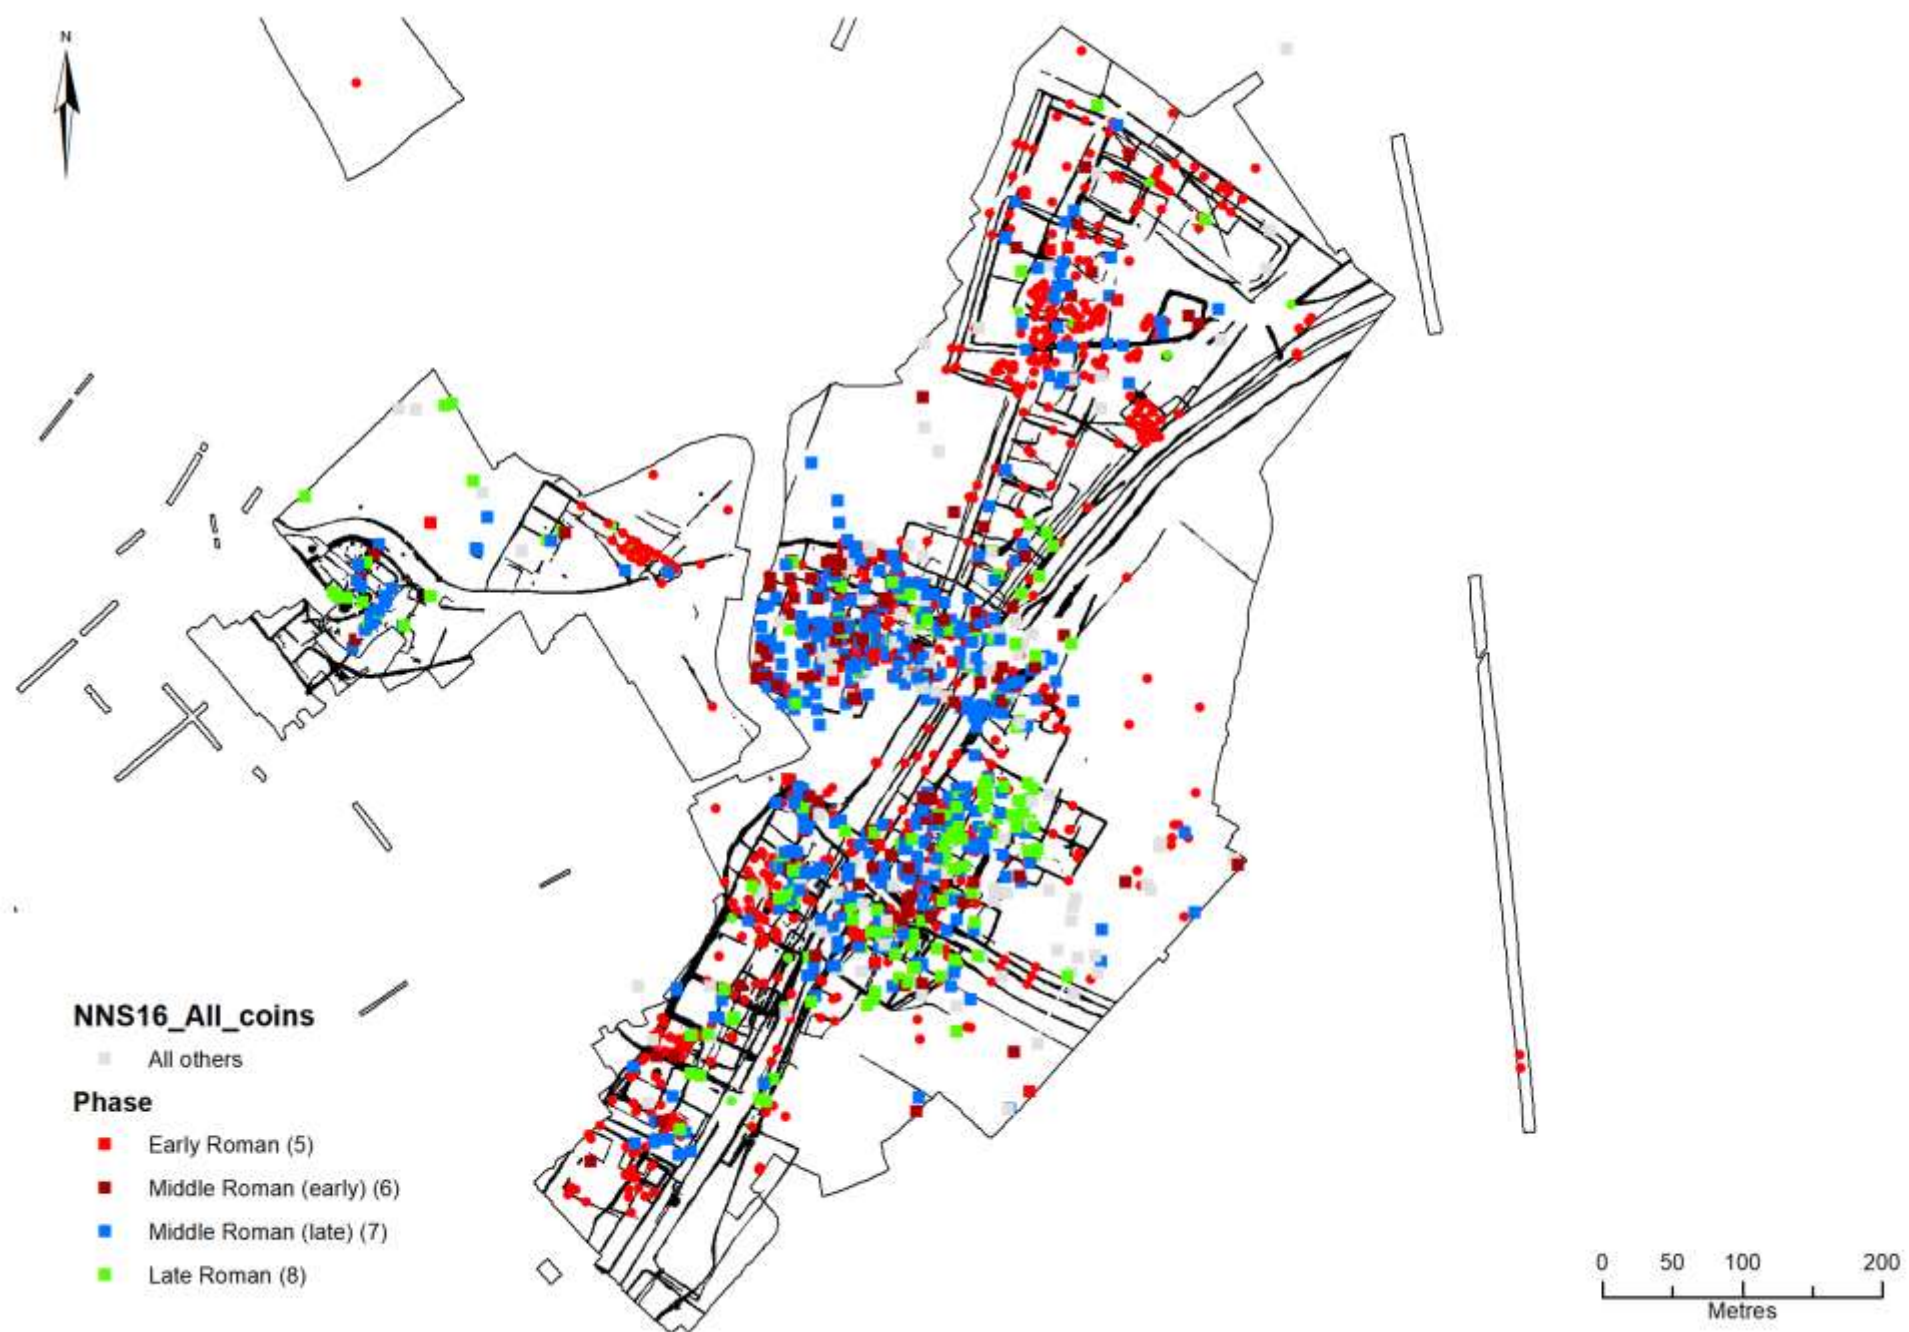 N
NNS16_All_coins
All others
Phase
Early Roman (5)
Middle Roman (early) (6)
Middle Roman (late) (7)
Late Roman (8)
0 50 100 200
Metres